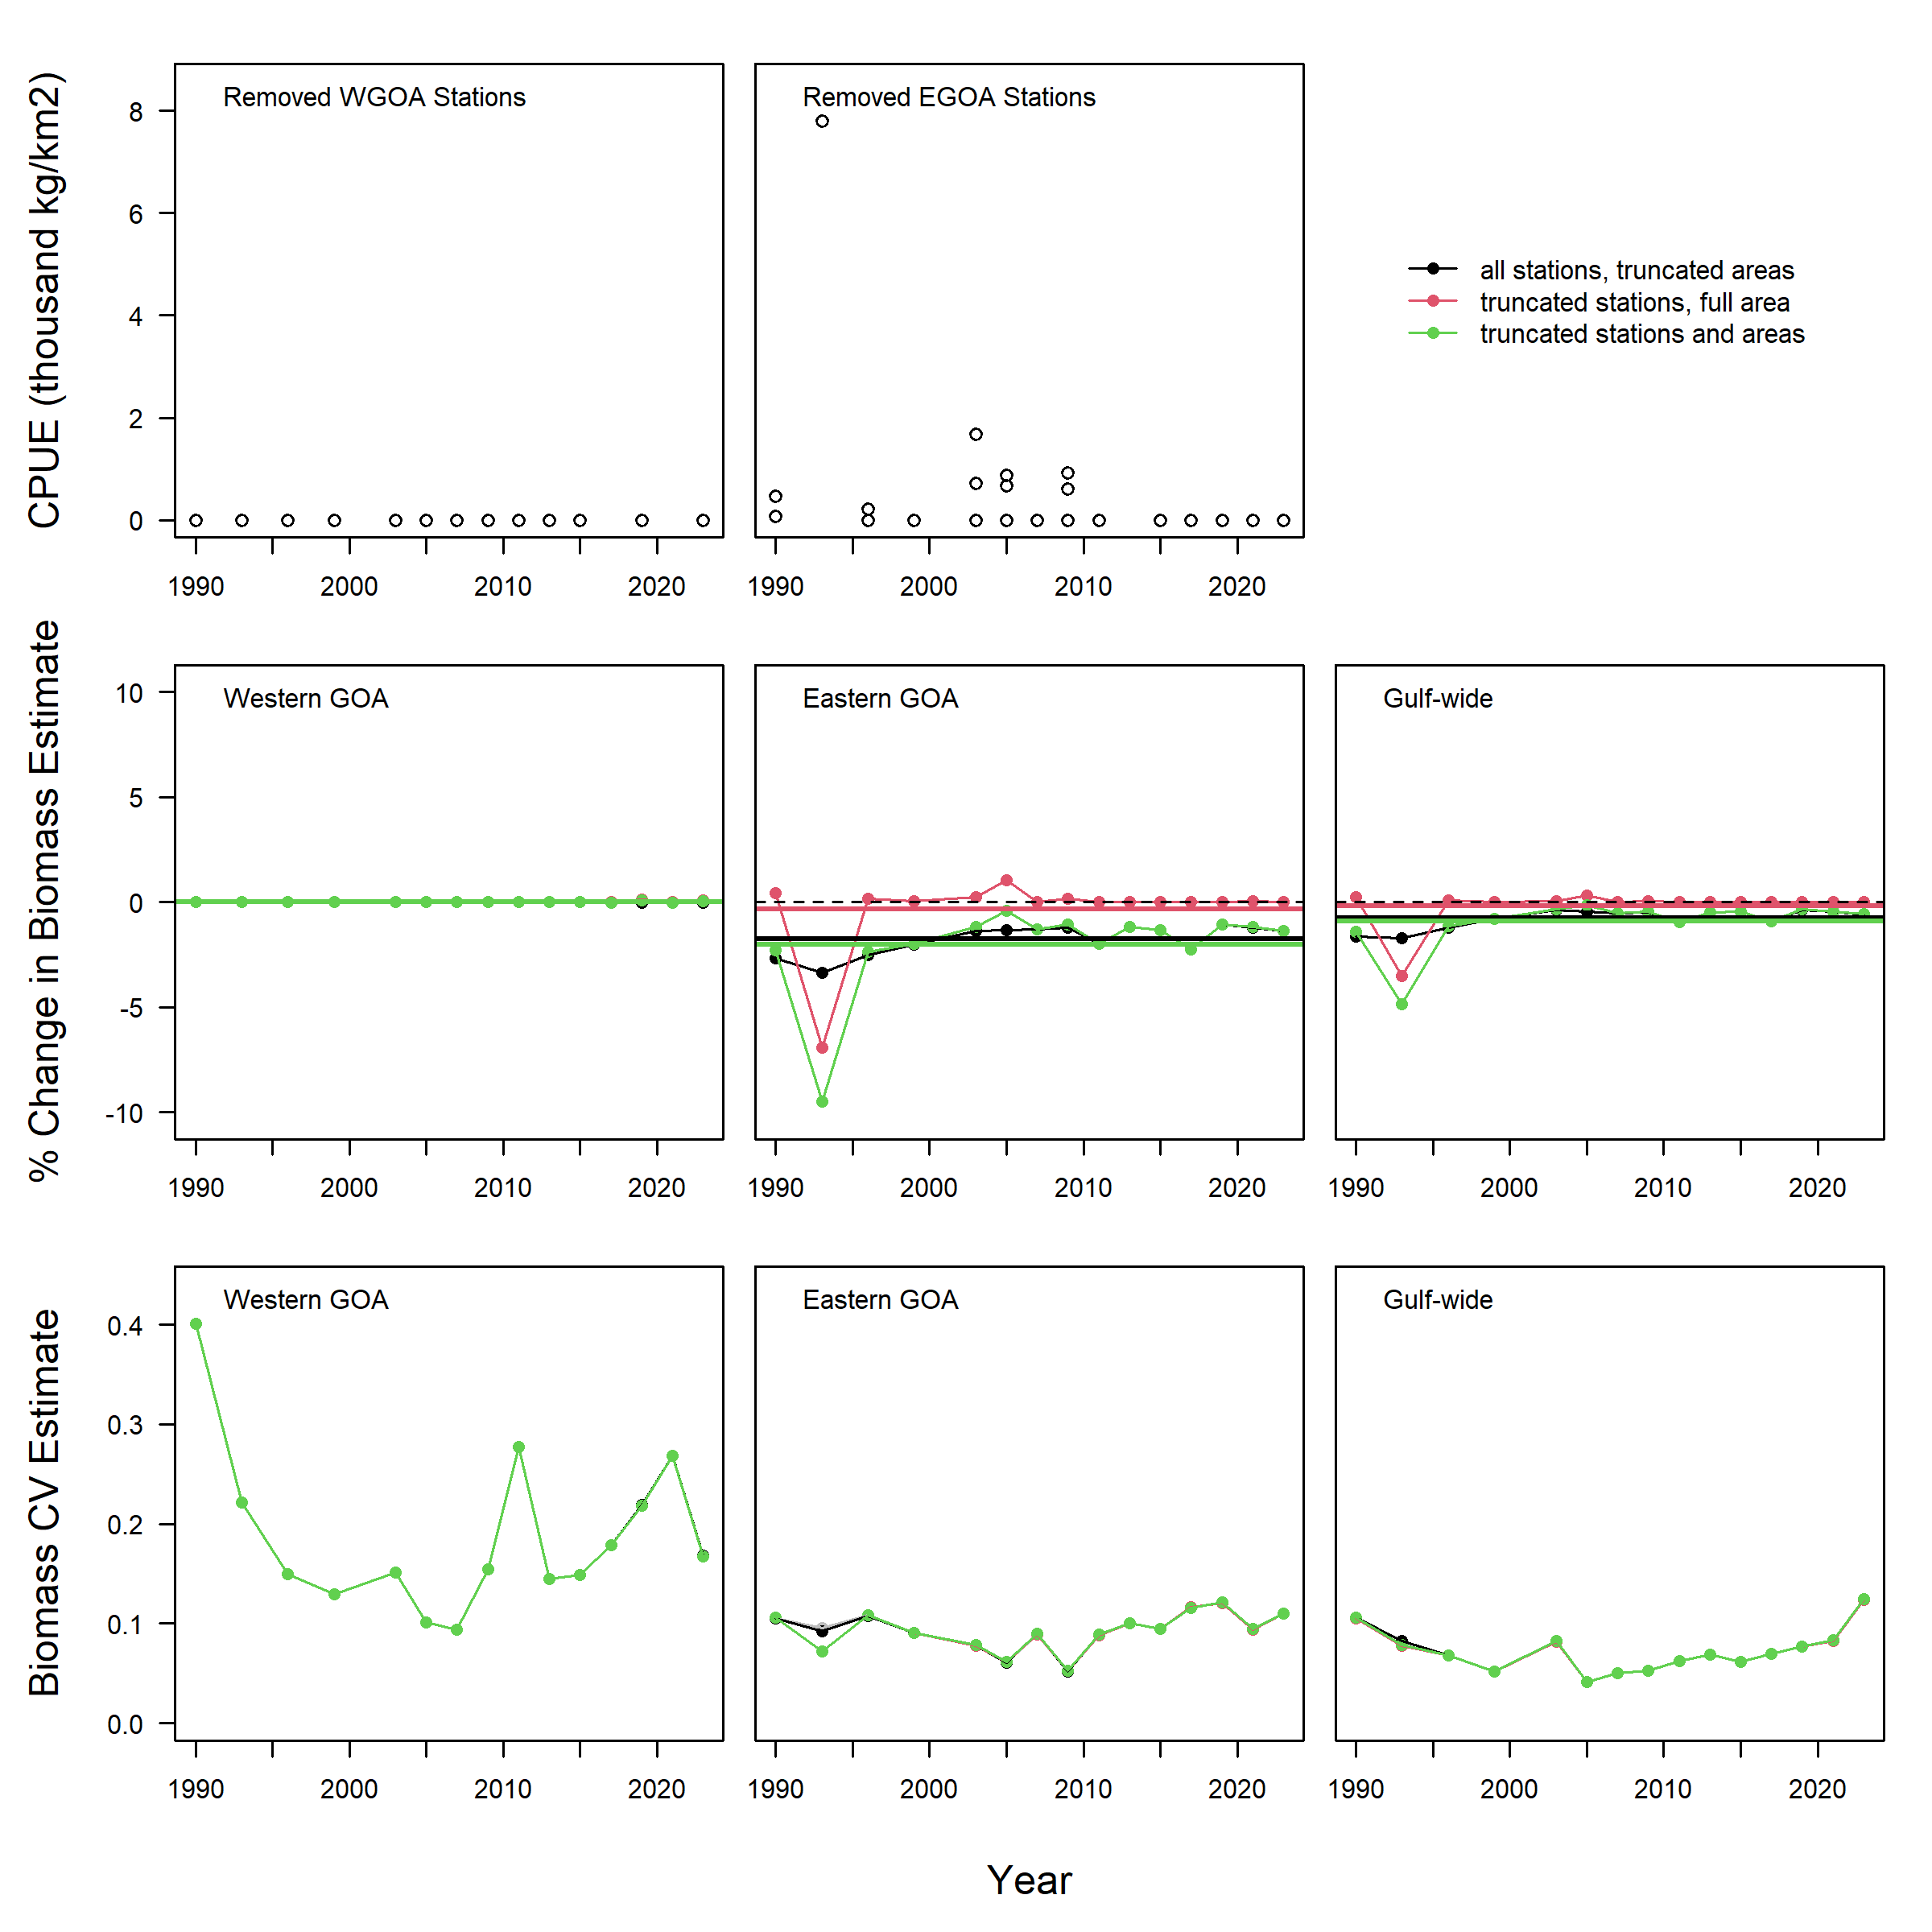 CPUE (thousand kg/km2)
Removed WGOA Stations
8
6
4
2
0
1990 2000 2010 2020
Removed EGOA Stations
1990 2000 2010 2020
all stations, truncated areas
truncated stations, full area
truncated stations and areas
% Change in Biomass Estimate
Western GOA
10
5
0
-5
-10
1990 2000 2010 2020
Eastern GOA
1990 2000 2010 2020
Gulf-wide
1990 2000 2010 2020
Biomass CV Estimate
Western GOA
0.4
0.3
0.2
0.1
0.0
1990 2000 2010 2020
Eastern GOA
1990 2000 2010 2020
Gulf-wide
1990 2000 2010 2020
Year